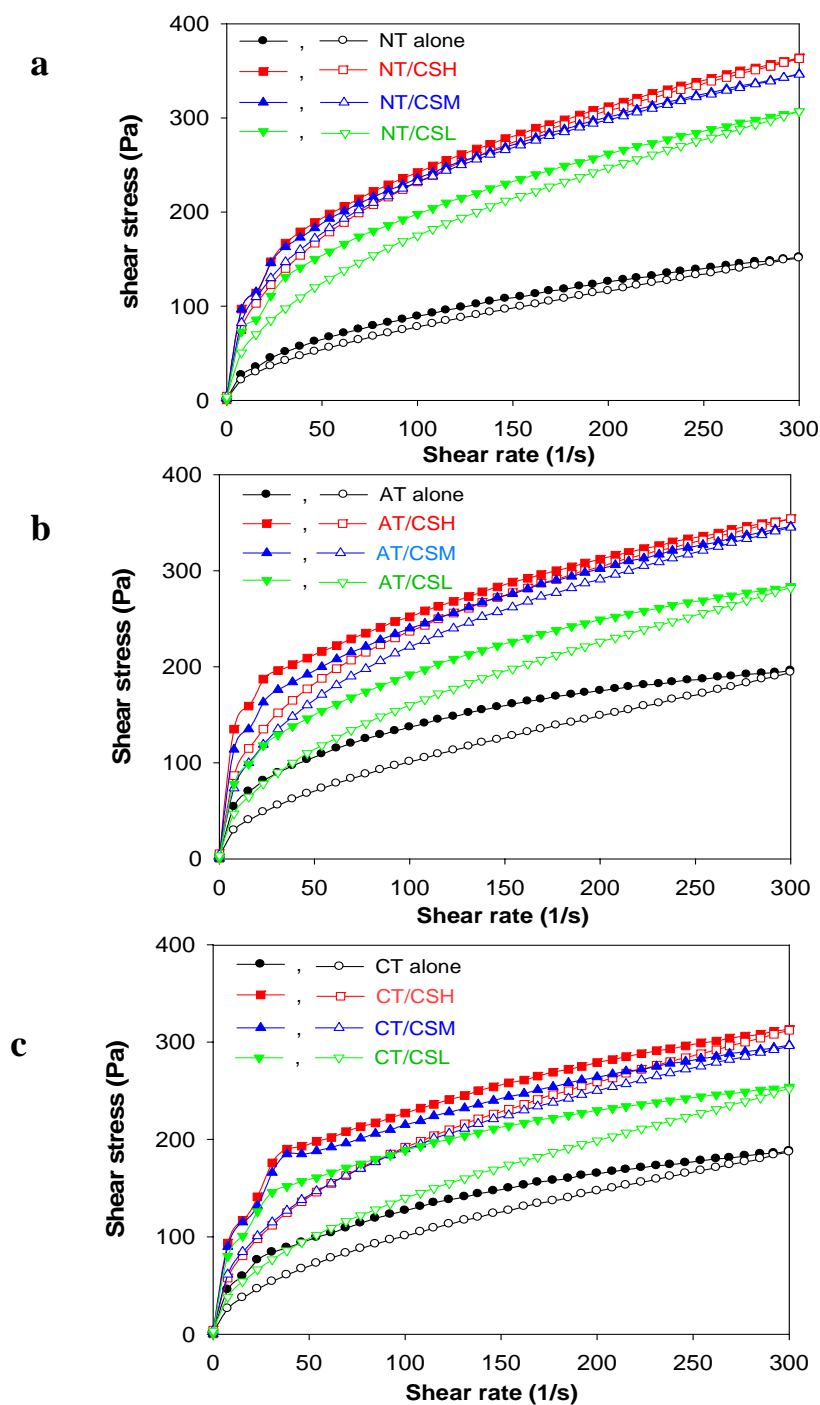 a
400
300
200
100
0
shear stress (Pa)
, NT alone
, NT/CSH
, NT/CSM
, NT/CSL
0 50 100 150 200 250 300
Shear rate (1/s)
b
400
300
200
100
0
Shear stress (Pa)
, AT alone
, AT/CSH
, AT/CSM
, AT/CSL
0 50 100 150 200 250 300
Shear rate (1/s)
c
400
300
200
100
0
Shear stress (Pa)
, CT alone
, CT/CSH
, CT/CSM
, CT/CSL
0 50 100 150 200 250 300
Shear rate (1/s)